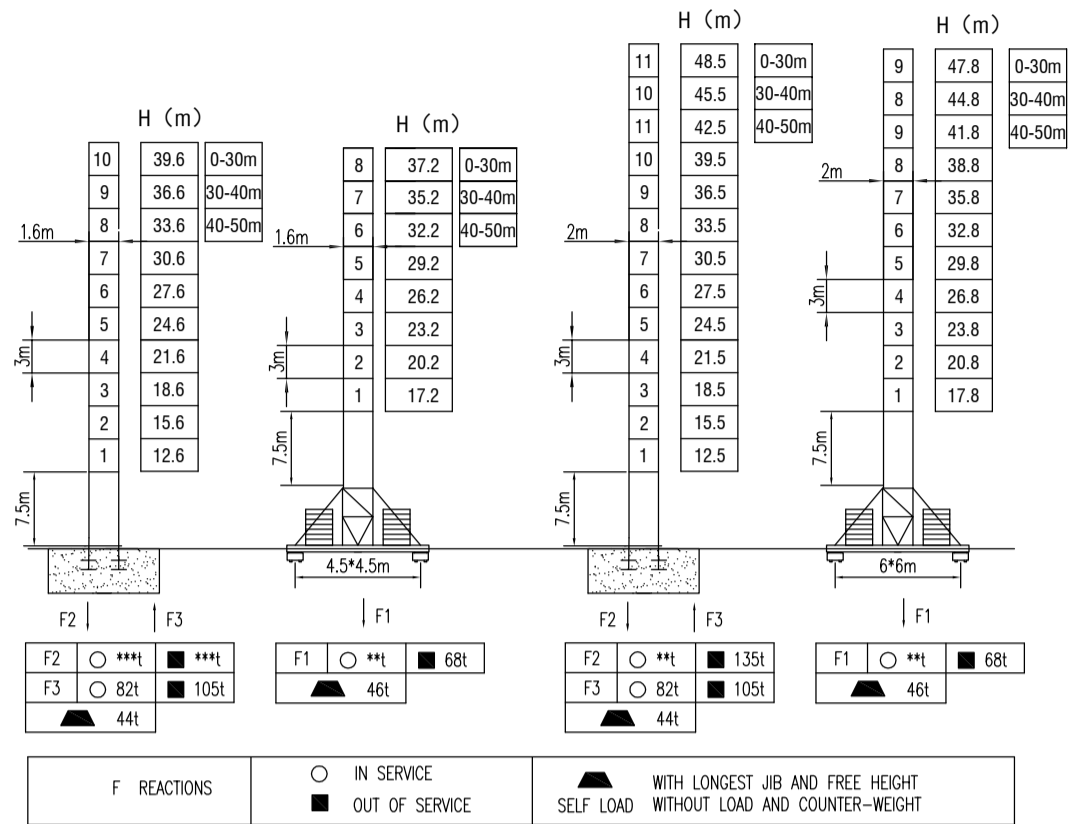 H (m)
10 39.6 0-30m
9 36.6 30-40m
8 33.6 40-50m
7 30.6
6 27.6
5 24.6
4 21.6
3 18.6
2 15.6
1 12.6
1.6m
3m
7.5m
F2 F3
F2 ***t ***t
F3 82t 105t
44t
H (m)
8 37.2 0-30m
7 35.2 30-40m
6 32.2 40-50m
5 29.2
4 26.2
3 23.2
2 20.2
1 17.2
1.6m
3m
7.5m
4.5*4.5m
F1
F1 **t 68t
46t
H (m)
11 48.5 0-30m
10 45.5 30-40m
11 42.5 40-50m
10 39.5
9 36.5
8 33.5
7 30.5
6 27.5
5 24.5
4 21.5
3 18.5
2 15.5
1 12.5
2m
3m
7.5m
F2 F3
F2 **t 135t
F3 82t 105t
44t
H (m)
9 47.8 0-30m
8 44.8 30-40m
9 41.8 40-50m
8 38.8
7 35.8
6 32.8
5 29.8
4 26.8
3 23.8
2 20.8
1 17.8
2m
3m
7.5m
6*6m
F1
F1 **t 68t
46t
F REACTIONS
IN SERVICE
OUT OF SERVICE
WITH LONGEST JIB AND FREE HEIGHT
SELF LOAD WITHOUT LOAD AND COUNTER-WEIGHT